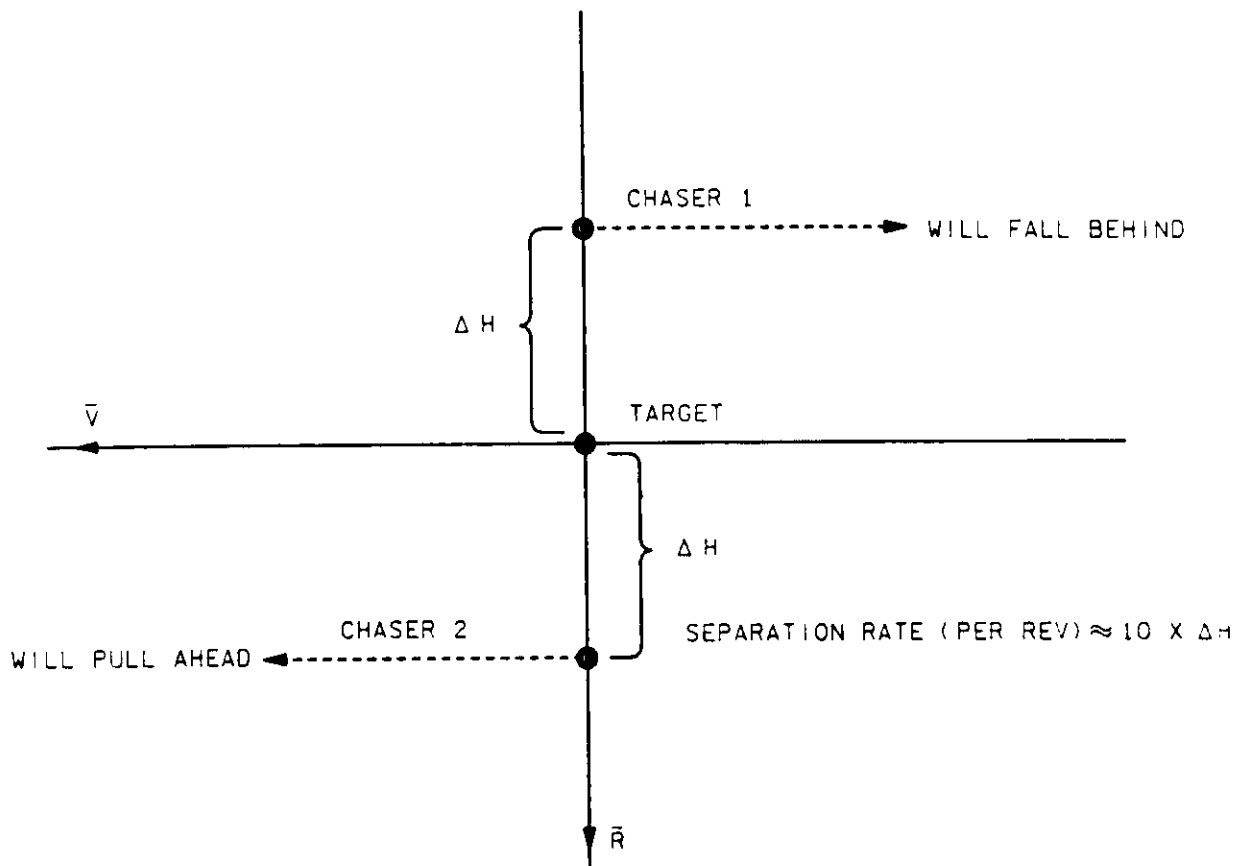 CHASER 1
WILL FALL BEHIND
Δ H
V̄
TARGET
Δ H
CHASER 2
SEPARATION RATE (PER REV) ≈ 10 X ΔH
WILL PULL AHEAD
R̄